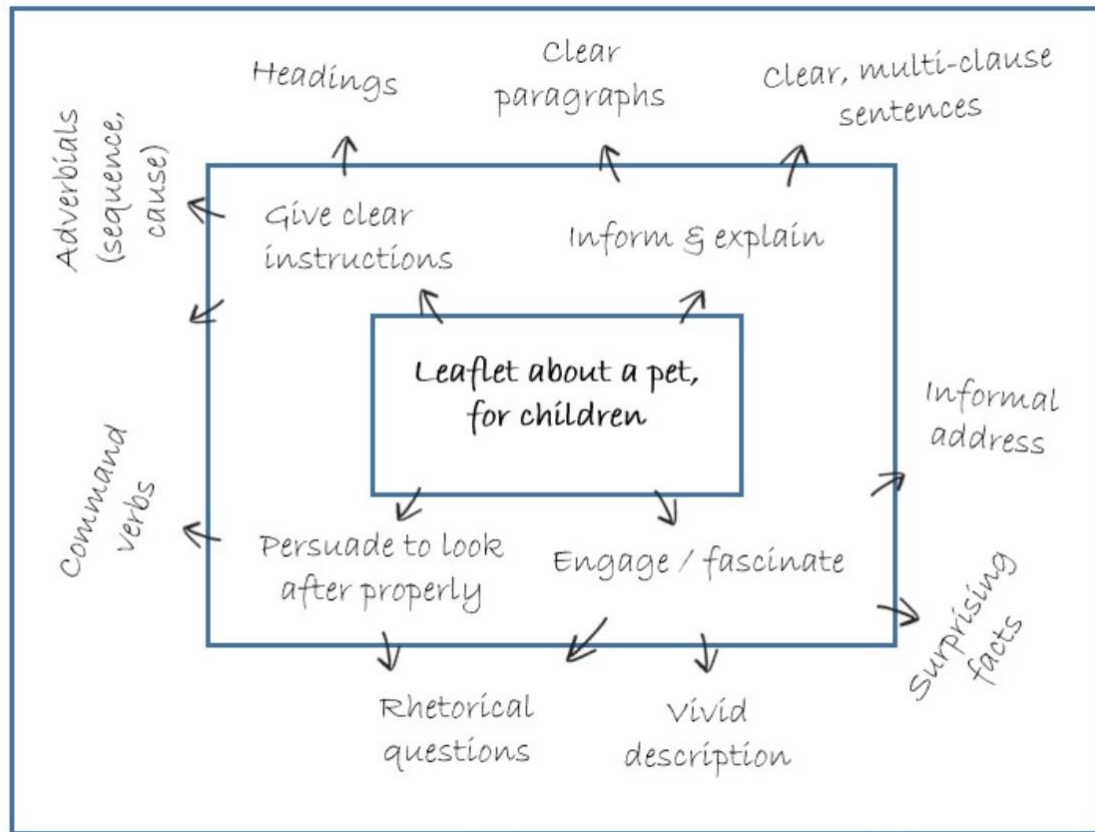 Headings
Clear
paragraphs
Clear, multi-clause
sentences
Adverbials
(sequence,
cause)
Give clear
instructions
Inform & explain
Leaflet about a pet,
for children
Informal
address
Command
verbs
Persuade to look
after properly
Engage / fascinate
Surprising
facts
Rhetorical
questions
Vivid
description